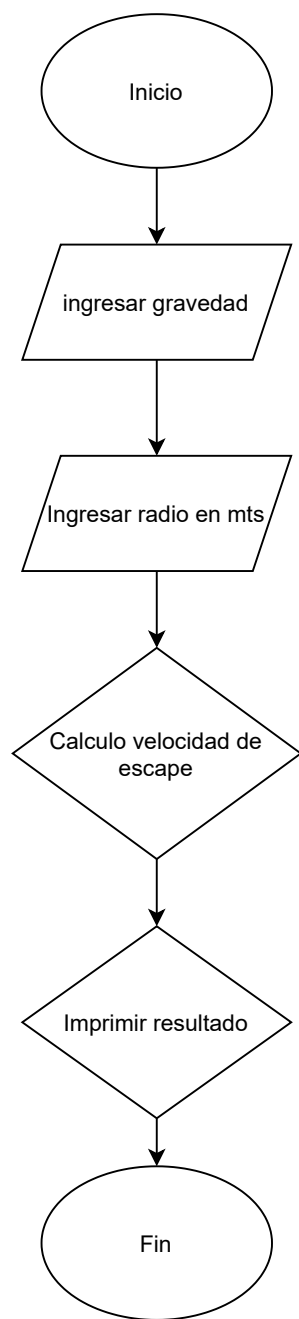 Inicio
ingresar gravedad
Ingresar radio en mts
Calculo velocidad de
escape
Imprimir resultado
Fin